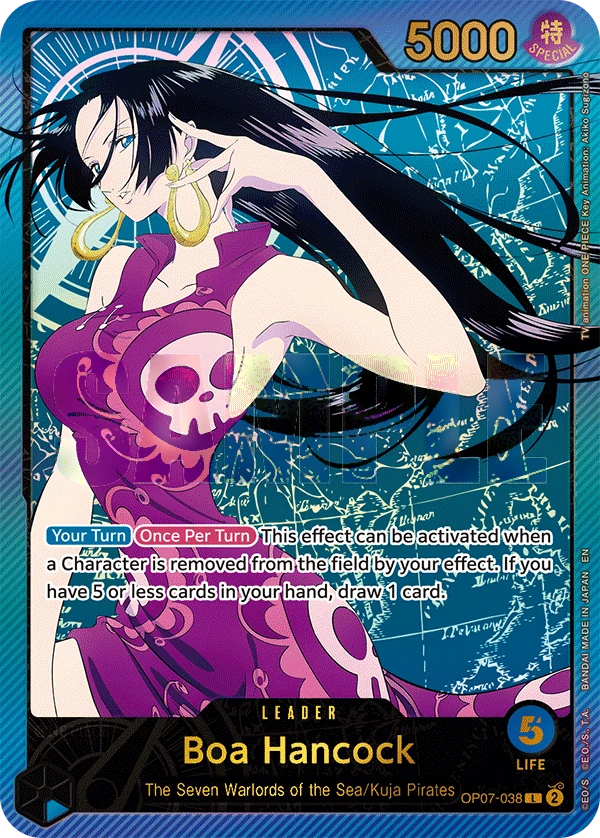 5000
特
SPECIAL
TV animation ONE PIECE Key Animation: Akiko Sugizono
SAMPLE
Your Turn Once Per Turn This effect can be activated when
a Character is removed from the field by your effect. If you
have 5 or less cards in your hand, draw 1 card.
©E.O/S ©E.O./S., T.A. BANDAI MADE IN JAPAN EN
LEADER
Boa Hancock
5
LIFE
The Seven Warlords of the Sea/Kuja Pirates
OP07-038 L 2